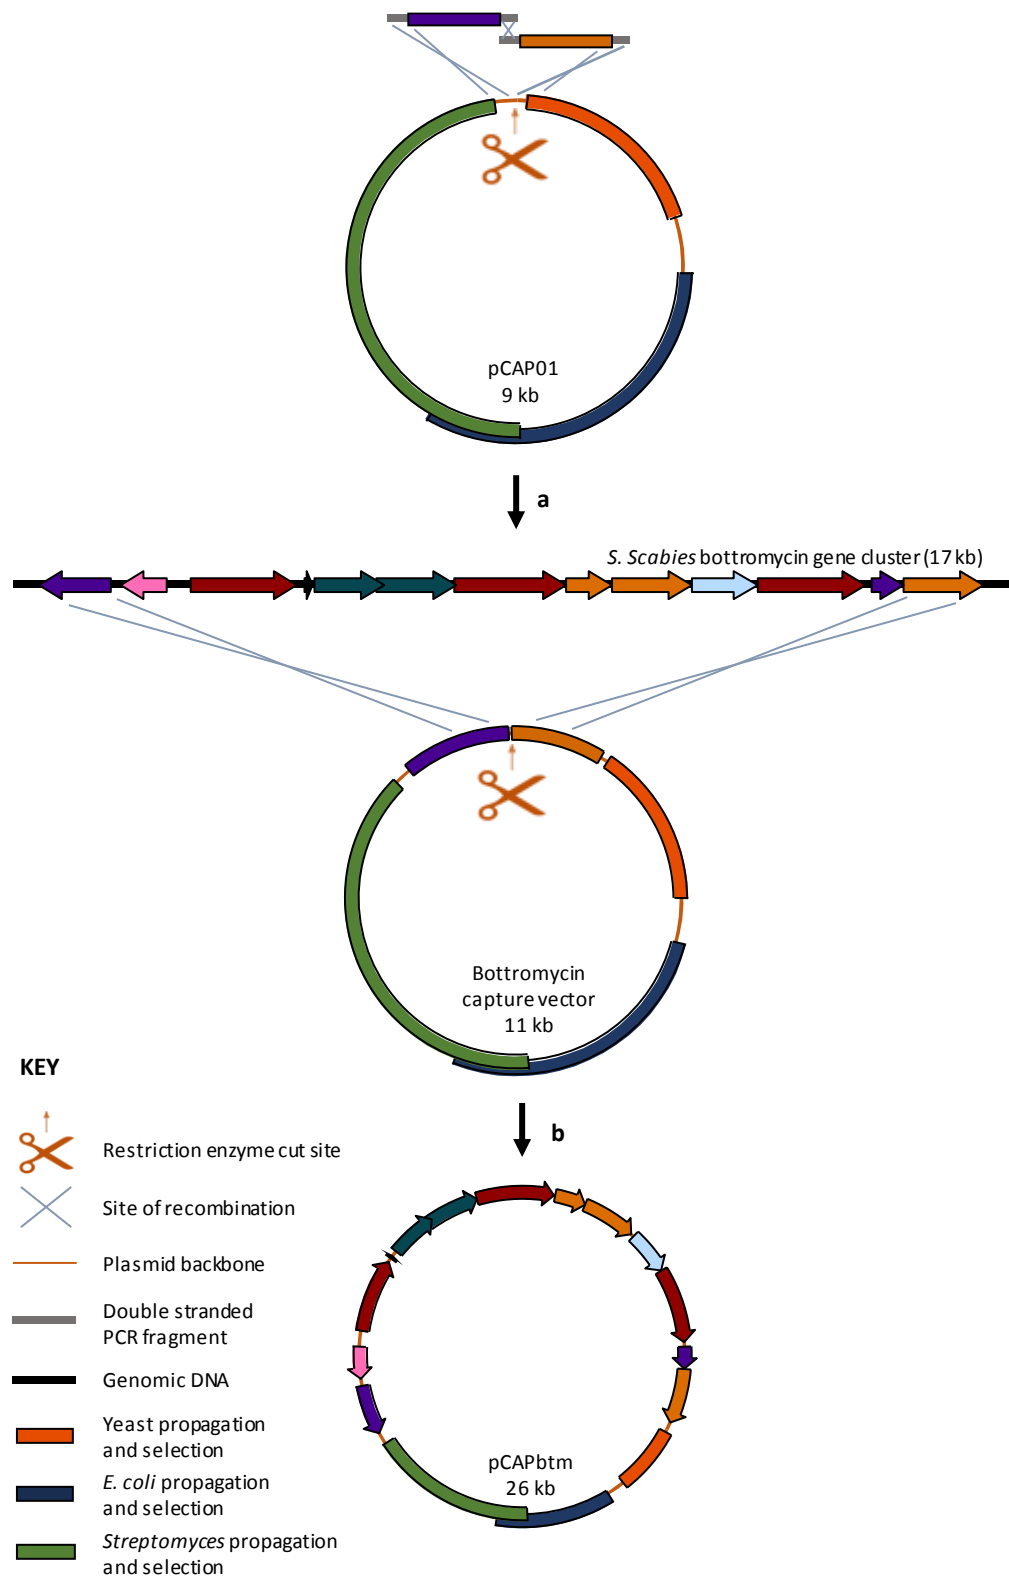 pCAP01
9 kb
a
S. Scabies bottromycin gene cluster (17 kb)
Bottromycin
capture vector
11 kb
b
KEY
Restriction enzyme cut site
Site of recombination
Plasmid backbone
Double stranded
PCR fragment
Genomic DNA
Yeast propagation
and selection
E. coli propagation
and selection
Streptomyces propagation
and selection
pCAPbtm
26 kb